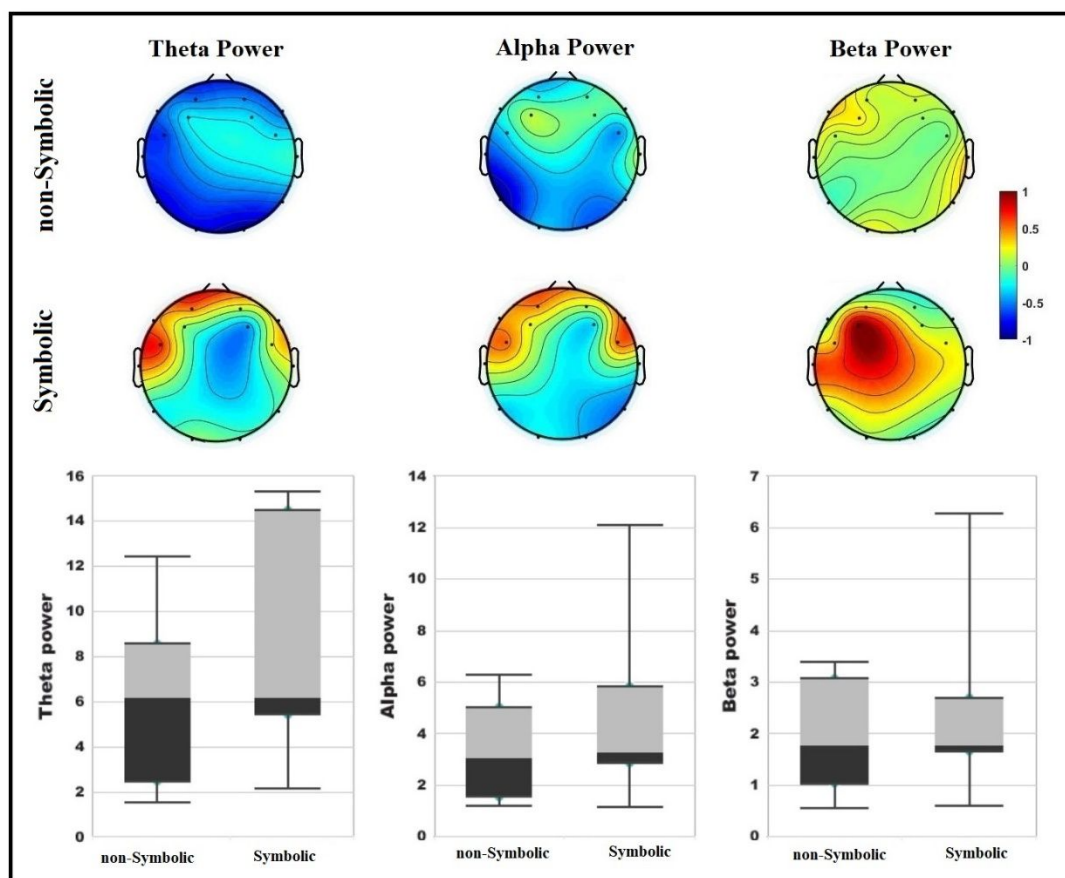 Theta Power
Alpha Power
Beta Power
non-Symbolic
Symbolic
1
0.5
0
-0.5
-1
Theta power
16
14
12
10
8
6
4
2
0
non-Symbolic
Symbolic
Alpha power
14
12
10
8
6
4
2
0
non-Symbolic
Symbolic
Beta power
7
6
5
4
3
2
1
0
non-Symbolic
Symbolic